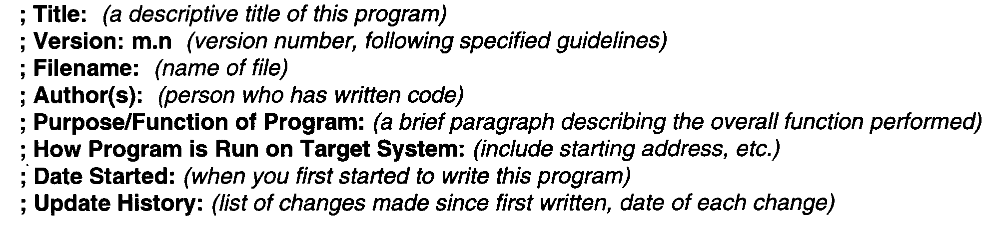 ; Title: (a descriptive title of this program)
; Version: m.n (version number, following specified guidelines)
; Filename: (name of file)
; Author(s): (person who has written code)
; Purpose/Function of Program: (a brief paragraph describing the overall function performed)
; How Program is Run on Target System: (include starting address, etc.)
; Date Started: (when you first started to write this program)
; Update History: (list of changes made since first written, date of each change)